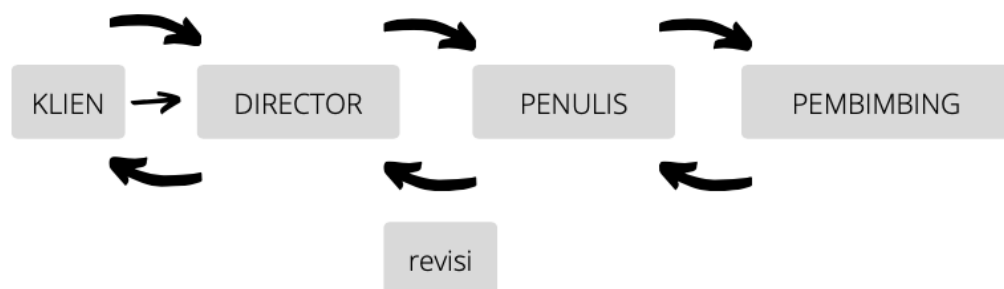 KLIEN
DIRECTOR
PENULIS
PEMBIMBING
revisi